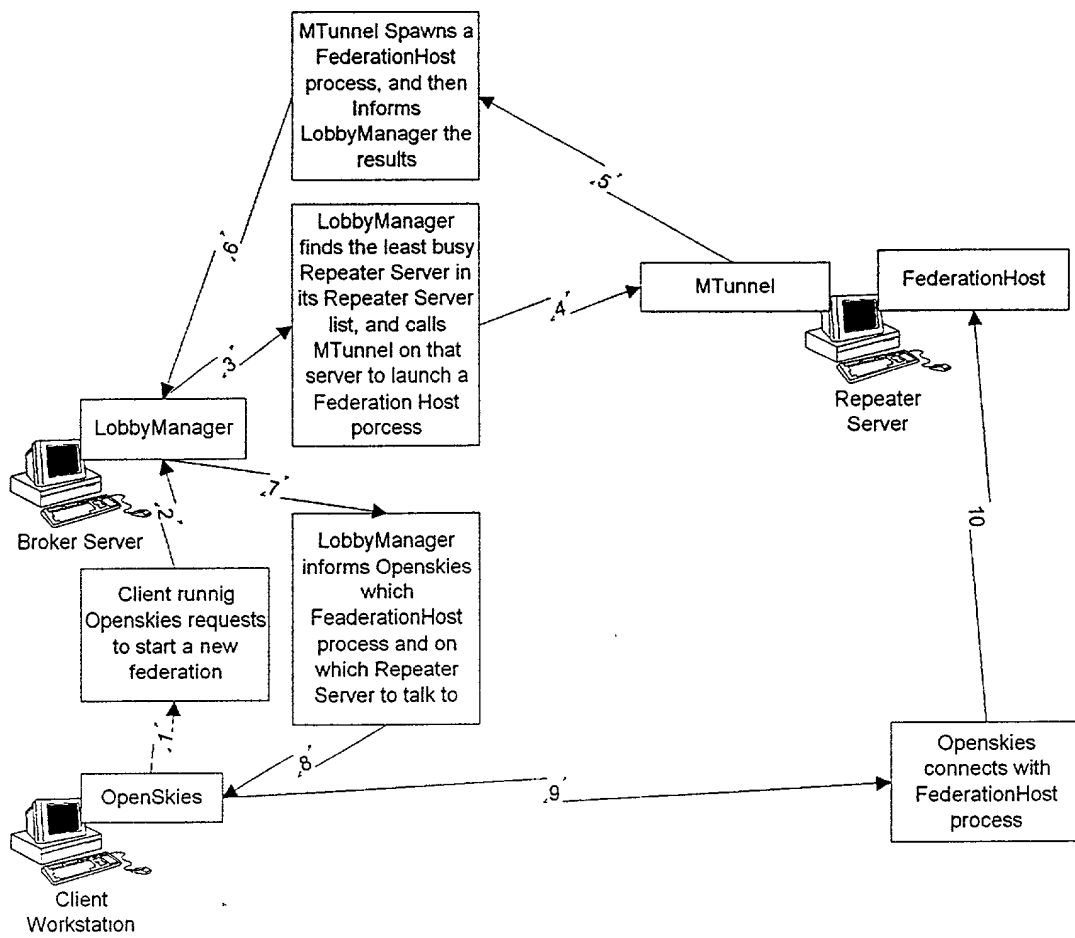 MTunnel Spawns a
FederationHost
process, and then
Informs
LobbyManager the
results
5
6
LobbyManager
finds the least busy
Repeater Server in
its Repeater Server
list, and calls
MTunnel on that
server to launch a
Federation Host
porcess
4
3
MTunnel
FederationHost
Repeater
Server
LobbyManager
Broker Server
2
7
LobbyManager
informs Openskies
which
FeaderationHost
process and on
which Repeater
Server to talk to
Client runnig
Openskies requests
to start a new
federation
10
1
8
OpenSkies
9
Openskies
connects with
FederationHost
process
Client
Workstation